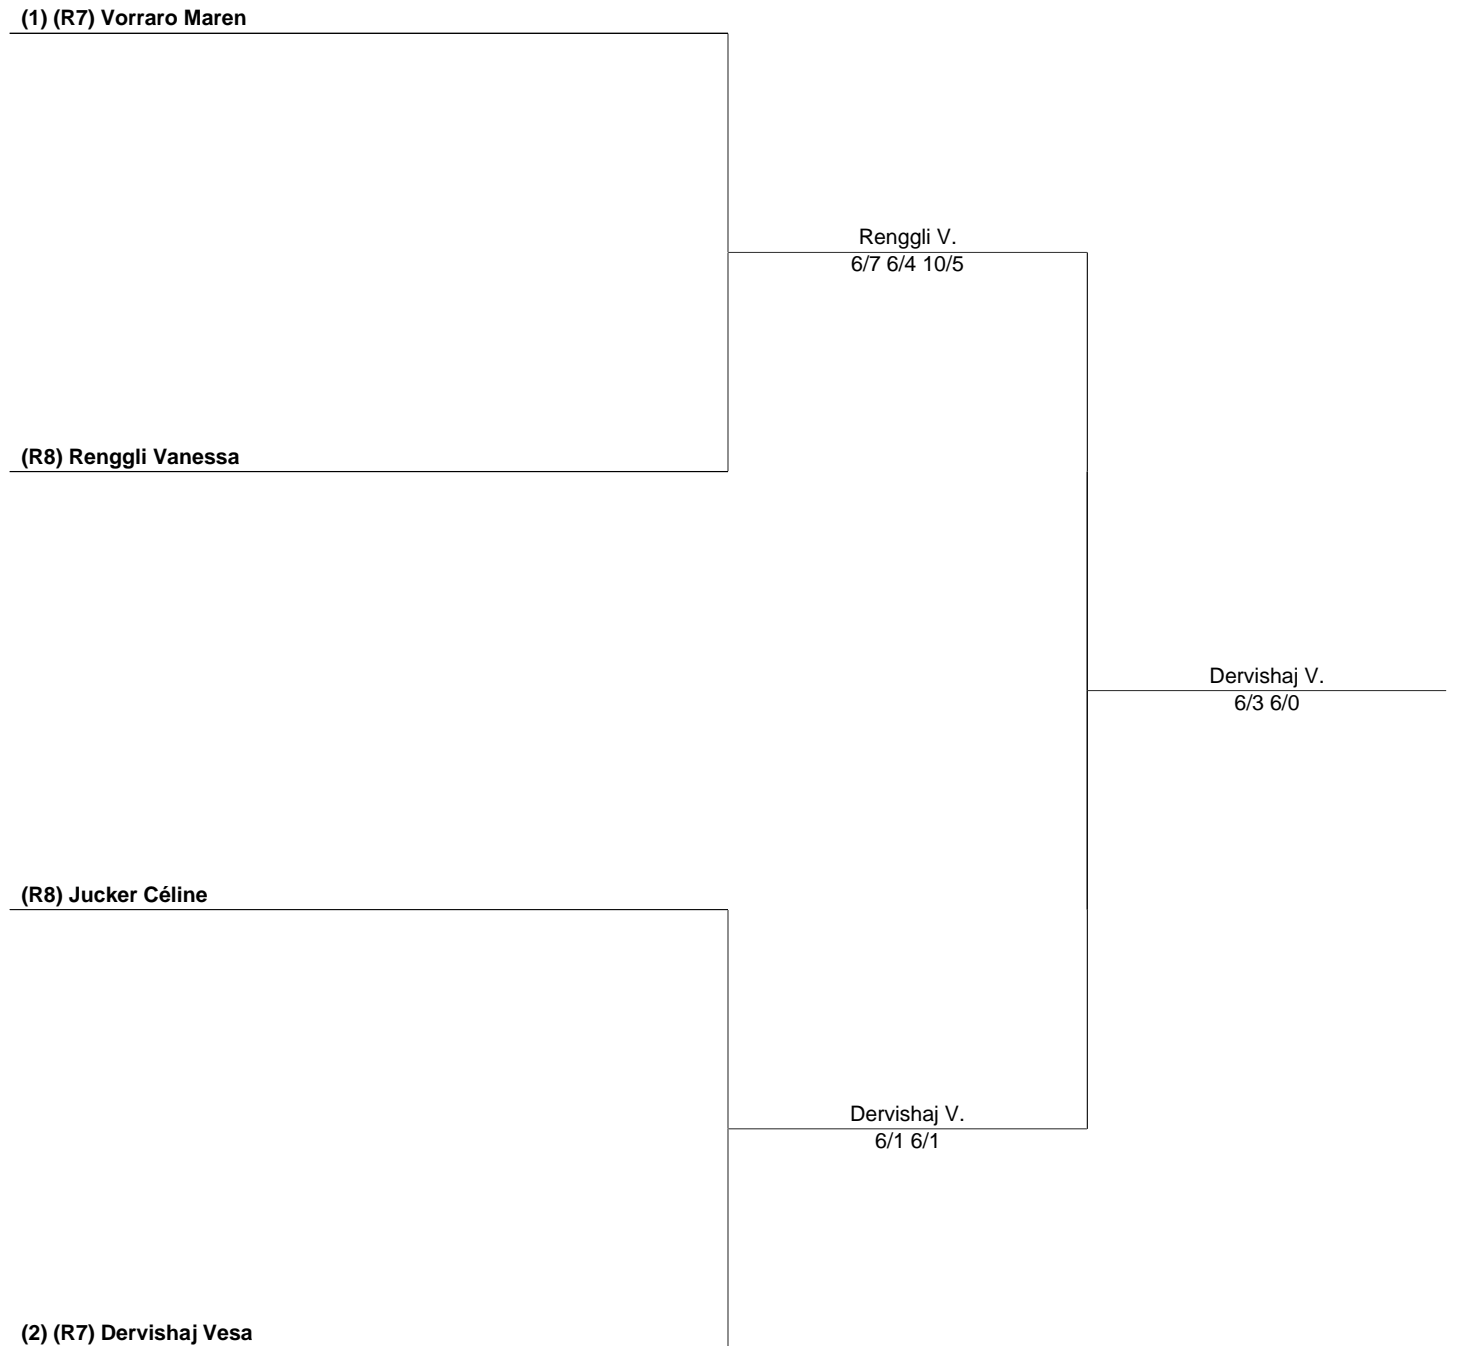 (1) (R7) Vorraro Maren
Renggli V.
6/7 6/4 10/5
(R8) Renggli Vanessa
Dervishaj V.
6/3 6/0
(R8) Jucker Céline
Dervishaj V.
6/1 6/1
(2) (R7) Dervishaj Vesa